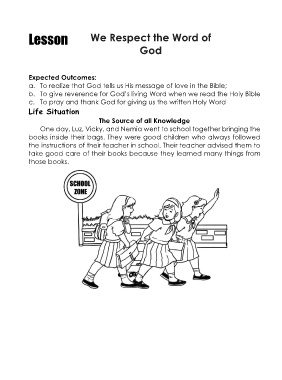 Lesson
We Respect the Word of
God
Expected Outcomes:
a. To realize that God tells us His message of love in the Bible;
b. To give reverence for God's living Word when we read the Holy Bible
c. To pray and thank God for giving us the written Holy Word
Life Situation
The Source of all Knowledge
One day, Luz, Vicky, and Nemia went to school together bringing the
books inside their bags. They were good children who always followed
the instructions of their teacher in school. Their teacher advised them to
take good care of their books because they learned many things from
those books.
SCHOOL
ZONE